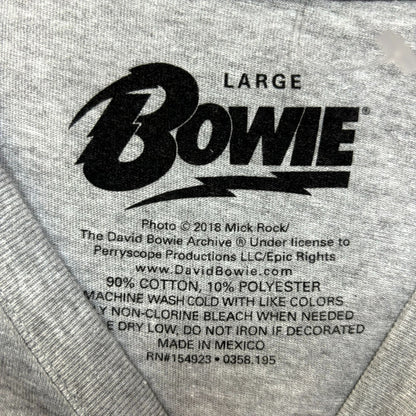 LARGE
BOWIE®
Photo © 2018 Mick Rock/
The David Bowie Archive ® Under license to
Perryscope Productions LLC/Epic Rights
www.DavidBowie.com
90% COTTON, 10% POLYESTER
MACHINE WASH COLD WITH LIKE COLORS
NON-CLORINE BLEACH WHEN NEEDED
DRY LOW, DO NOT IRON IF DECORATED
MADE IN MEXICO
RN#154923 • 0358.195